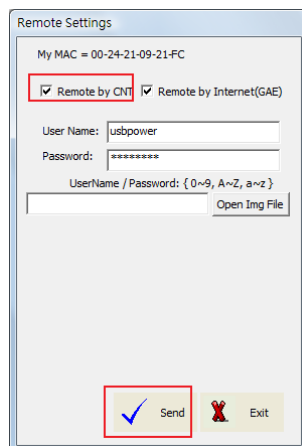 Remote Settings
My MAC = 00-24-21-09-21-FC
Remote by CNT Remote by Internet(GAE)
User Name: usbpower
Password: ********
UserName / Password: { 0~9, A~Z, a~z }
Open Img File
Send Exit